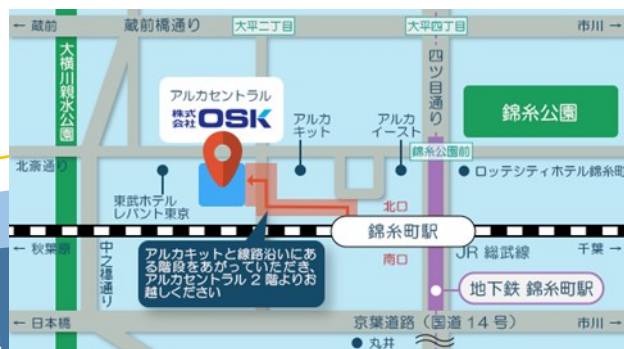 ← 蔵前
蔵前橋通り
大平二丁目
大平四丁目
市川 →
大横川親水公園
四ツ目通り
アルカセントラル
株式会社OSK
アルカキット
アルカイースト
錦糸公園
錦糸公園前
北斎通り
ロッテシティホテル錦糸町
東武ホテル
レバント東京
北口
錦糸町駅
← 秋葉原
中之橋通り
アルカキットと線路沿いにあ
る階段をあがっていただき、
アルカセントラル 2 階よりお
越しください
南口
JR 総武線
千葉 →
地下鉄 錦糸町駅
← 日本橋
京葉道路（国道 14 号）
市川 →
丸井